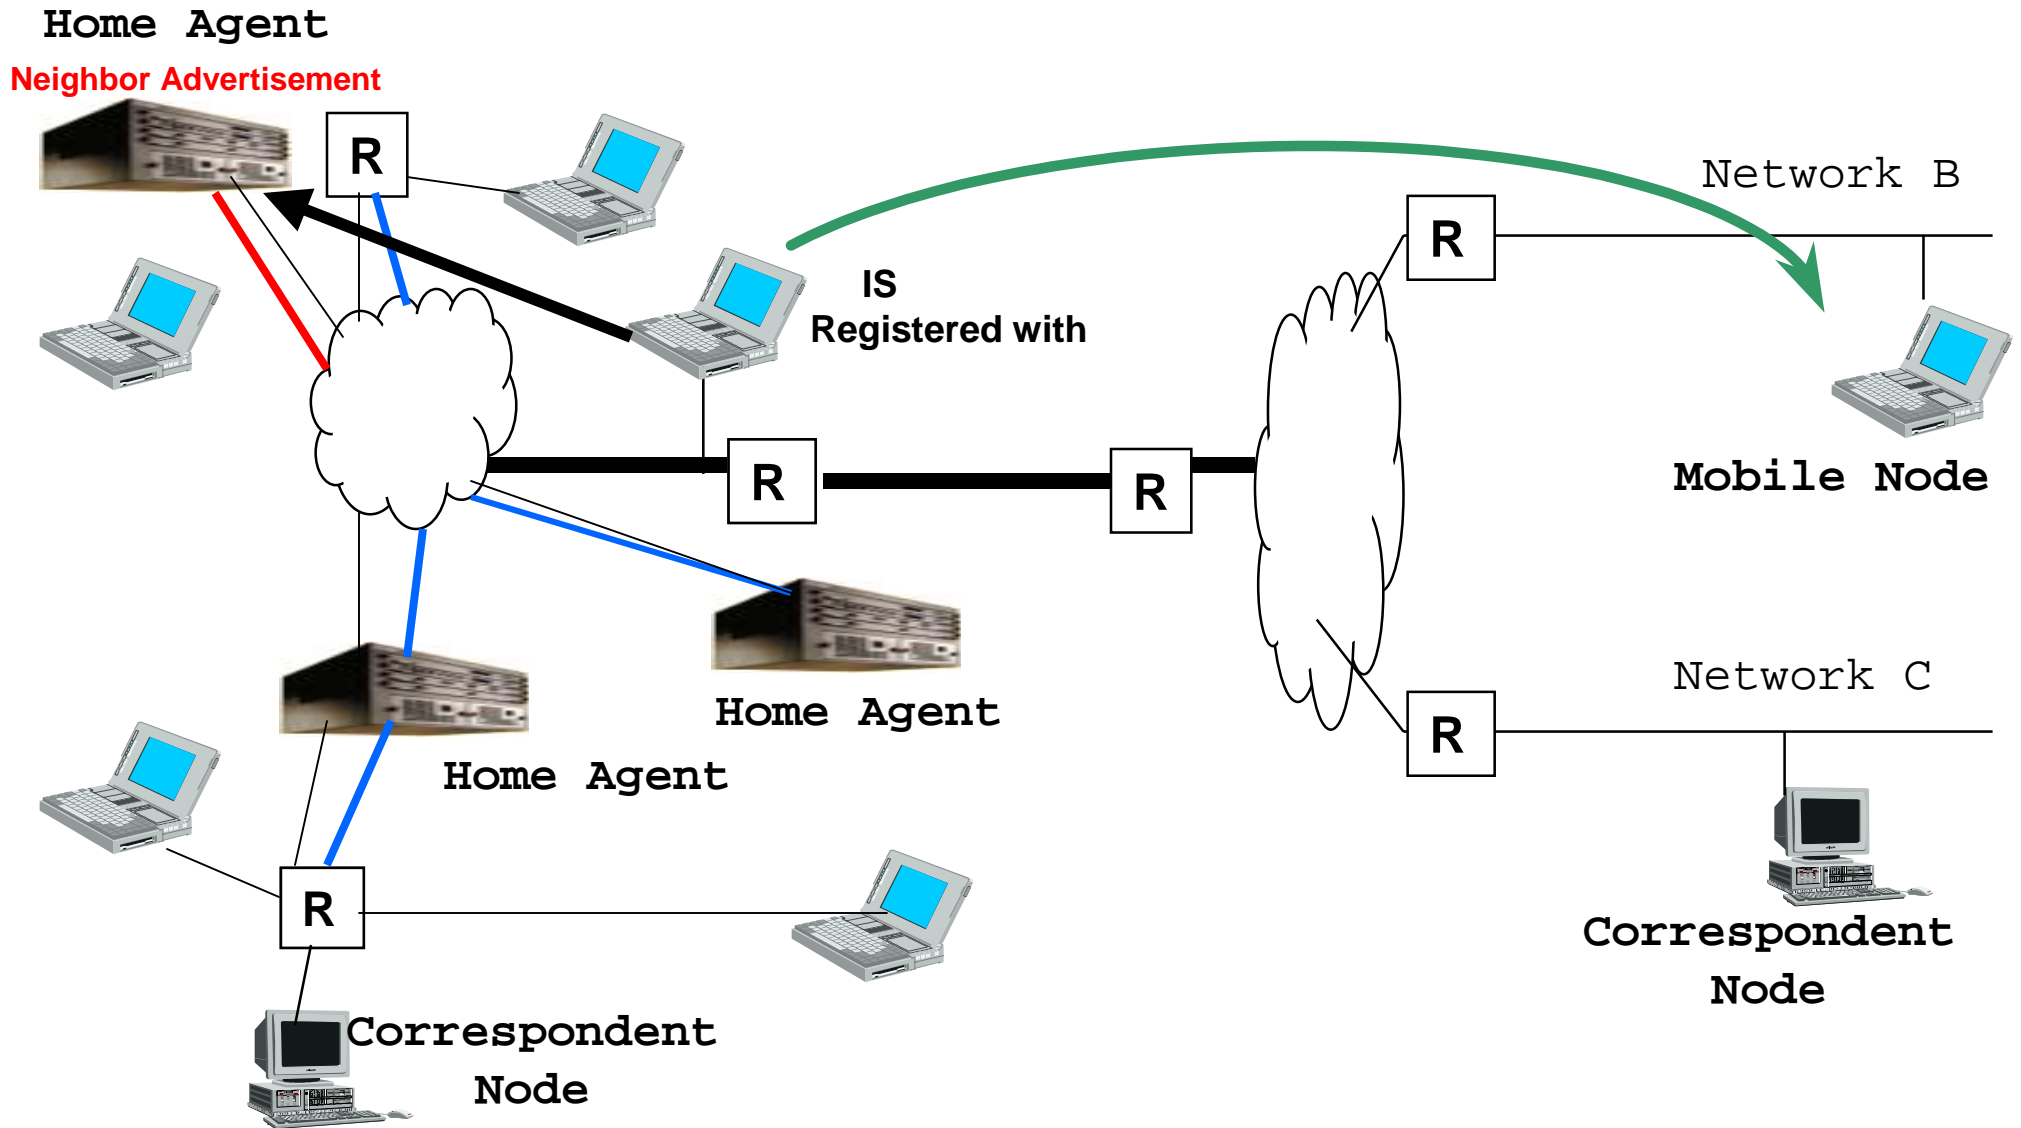 Home Agent
Neighbor Advertisement
R
Network B
R
IS
Registered with
R
R
Mobile Node
Network C
Home Agent
R
Home Agent
R
Correspondent
Node
Correspondent
Node